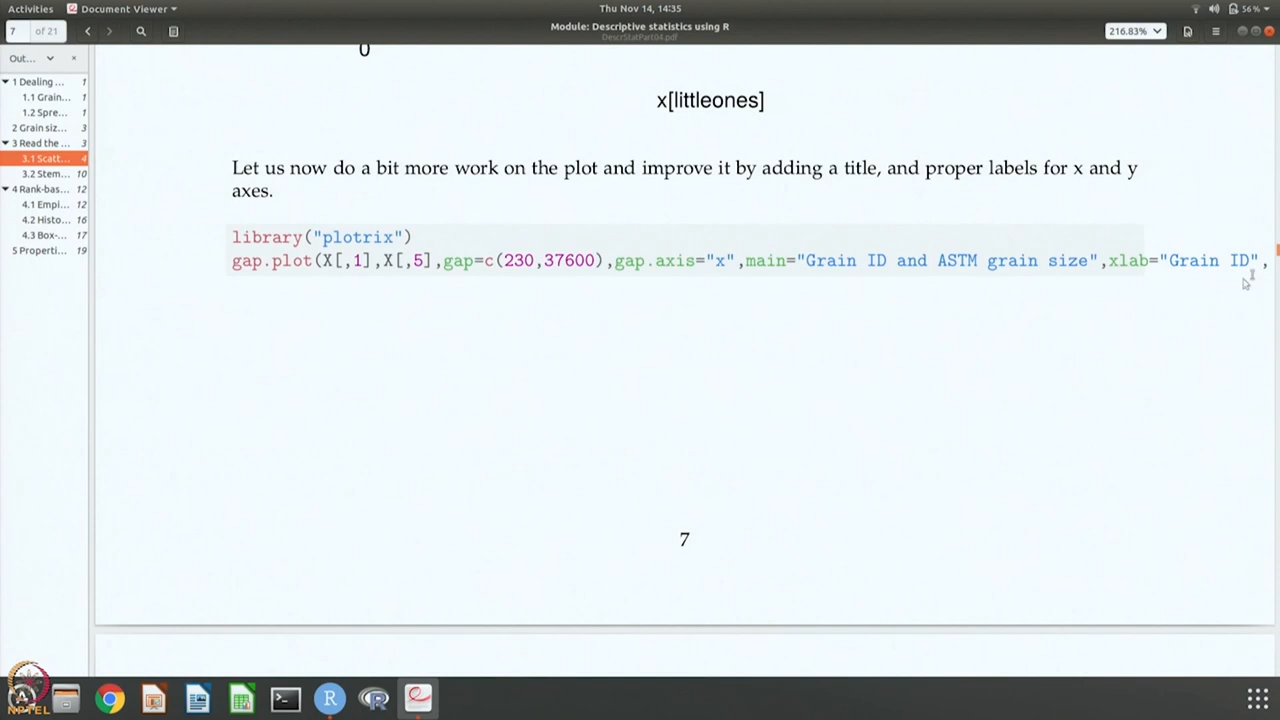 Activities
Document Viewer
Thu Nov 14, 14:35
56 %
7
of 21
Module: Descriptive statistics using R
DescrStatPart04.pdf
216.83%
Out...
1 Dealing ... 1
1.1 Grain... 1
1.2 Spre... 1
2 Grain siz... 3
3 Read the ... 3
3.1 Scatt... 4
3.2 Stem... 10
4 Rank-bas... 12
4.1 Empi... 12
4.2 Histo... 16
4.3 Box-... 17
5 Properti... 19
0
x[littleones]
Let us now do a bit more work on the plot and improve it by adding a title, and proper labels for x and y
axes.
library("plotrix")
gap.plot(X[,1],X[,5],gap=c(230,37600),gap.axis="x",main="Grain ID and ASTM grain size",xlab="Grain ID",
7
NPTEL